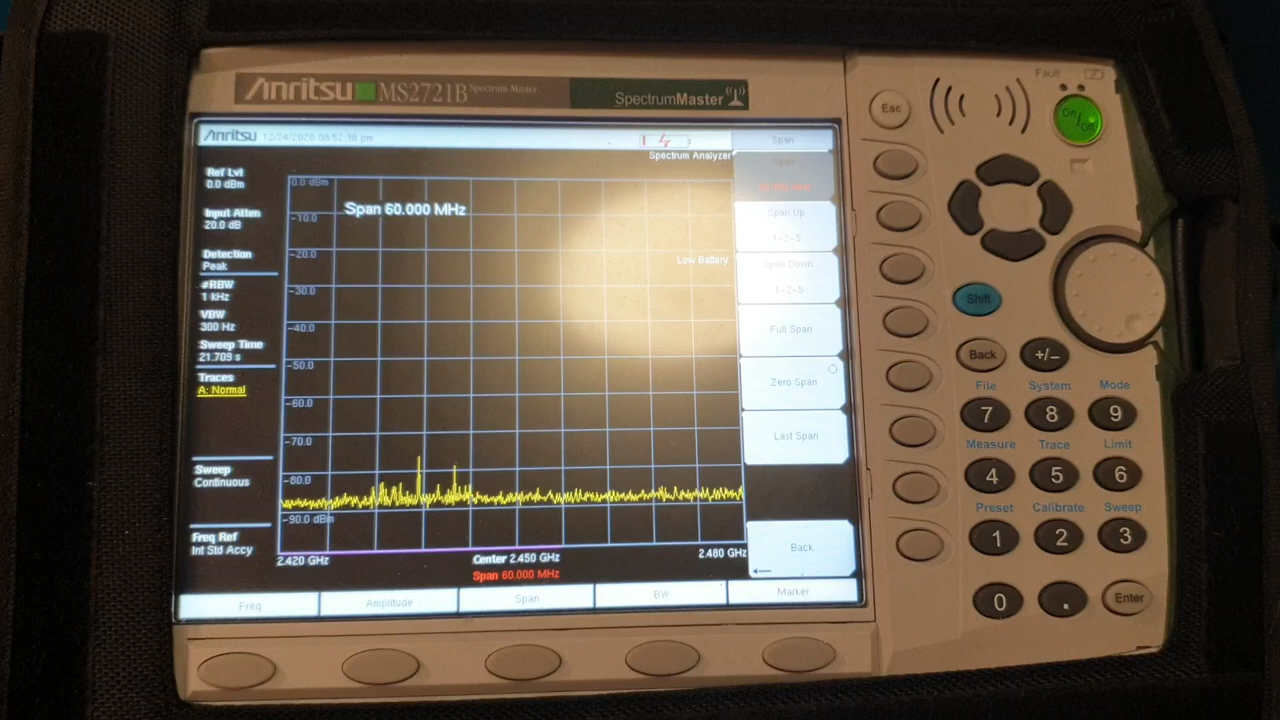 Anritsu MS2721B Spectrum Master
SpectrumMaster
Anritsu 12/24/2020 08:52:36 pm
Span
Spectrum Analyzer
Ref Lvl
0.0 dBm
Input Atten
20.0 dB
Detection
Peak
#RBW
1 kHz
VBW
300 Hz
Sweep Time
21.709 s
Traces
A: Normal
Sweep
Continuous
Freq Ref
Int Std Accy
0.0 dBm
Span 60.000 MHz
-10.0
-20.0
Low Battery
-30.0
-40.0
-50.0
-60.0
-70.0
-80.0
-90.0 dBm
2.420 GHz
Center 2.450 GHz
2.480 GHz
Span 60.000 MHz
Span
60.000 MHz
Span Up
1-2-5
Span Down
1-2-5
Full Span
Zero Span
Last Span
Back
Freq
Amplitude
Span
BW
Marker
Esc
Fault
On/Off
Shift
Back
+/−
File
System
Mode
7
8
9
Measure
Trace
Limit
4
5
6
Preset
Calibrate
Sweep
1
2
3
0
.
Enter